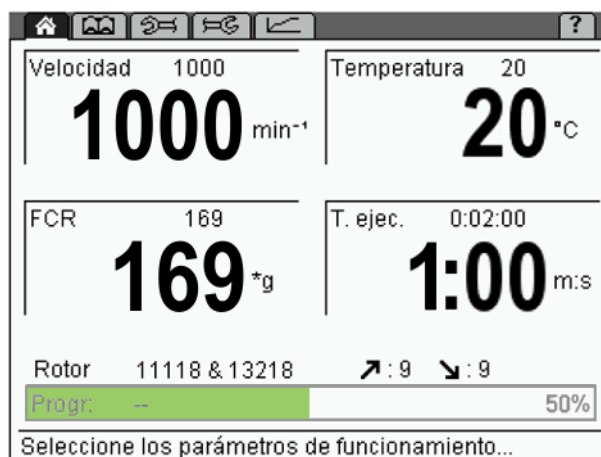 ?
Velocidad 1000
1000 min⁻¹
Temperatura 20
20 °C
FCR 169
169 *g
T. ejec. 0:02:00
1:00 m:s
Rotor 11118 & 13218 ↗: 9 ↘: 9
Progr: -- 50%
Seleccione los parámetros de funcionamiento...